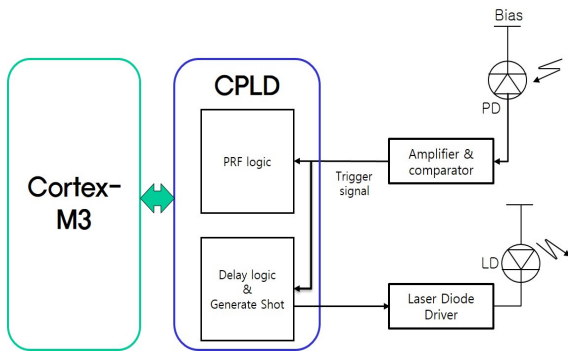 Bias
CPLD
PD
PRF logic
Amplifier &
comparator
Trigger
signal
Cortex-
M3
LD
Delay logic
&
Generate Shot
Laser Diode
Driver